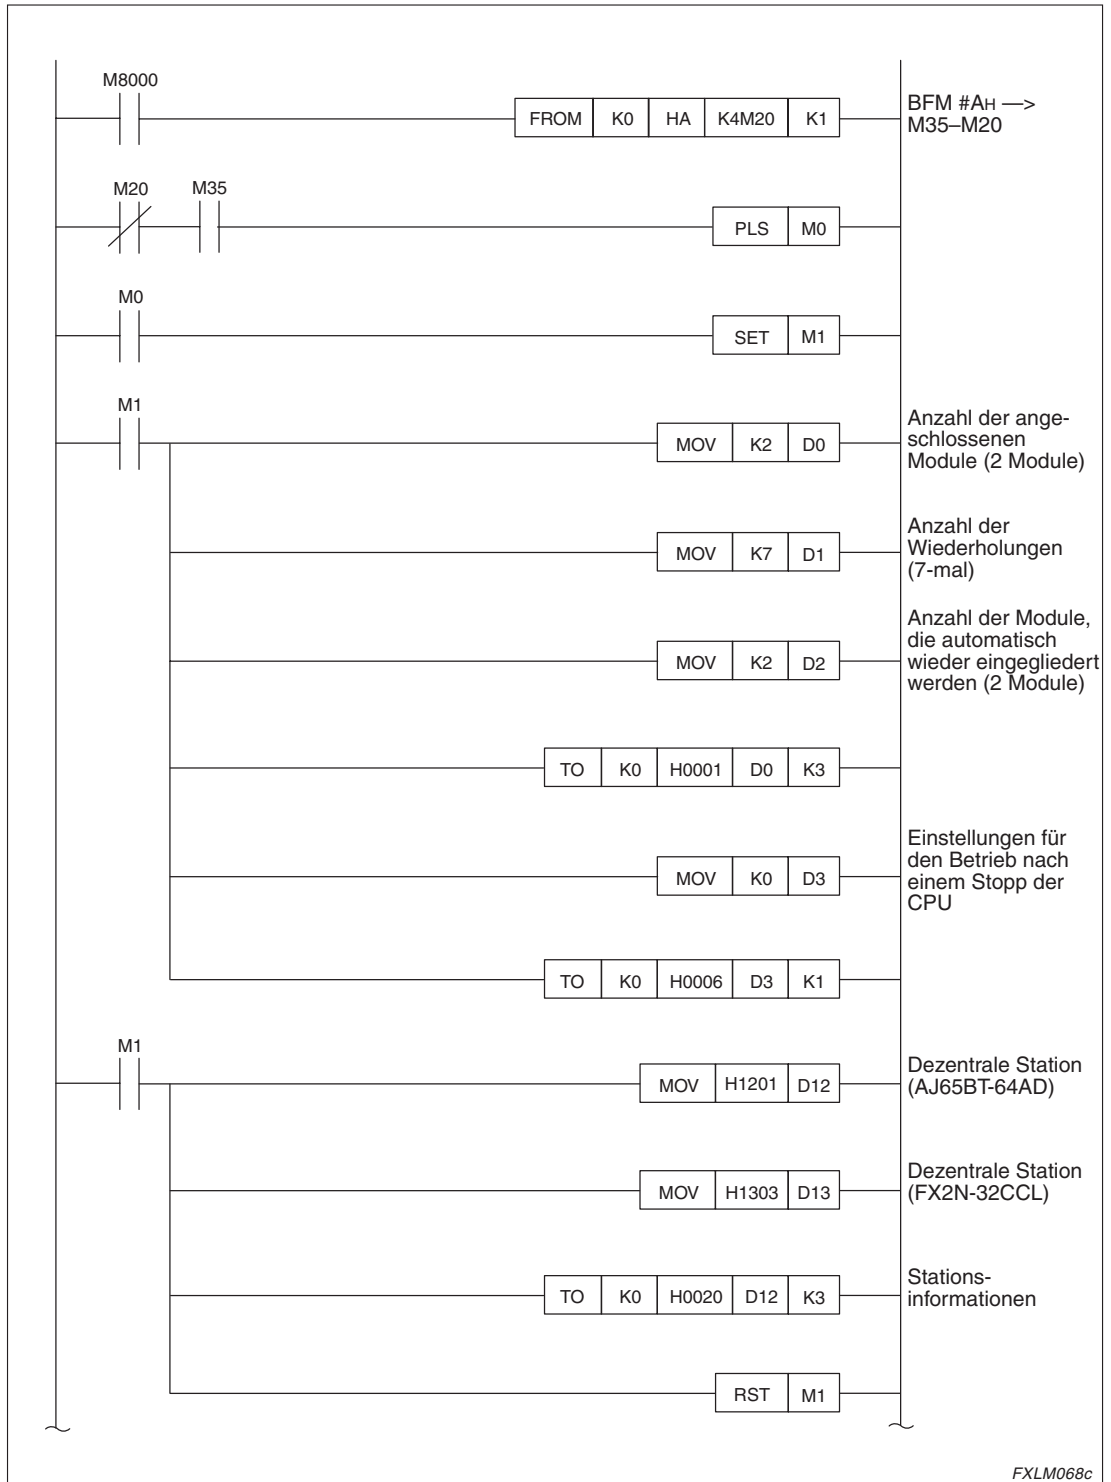 M8000
FROM K0 HA K4M20 K1
BFM #AH —>
M35–M20
M20 M35
PLS M0
M0
SET M1
M1
MOV K2 D0
Anzahl der ange-
schlossenen
Module (2 Module)
MOV K7 D1
Anzahl der
Wiederholungen
(7-mal)
MOV K2 D2
Anzahl der Module,
die automatisch
wieder eingegliedert
werden (2 Module)
TO K0 H0001 D0 K3
MOV K0 D3
Einstellungen für
den Betrieb nach
einem Stopp der
CPU
TO K0 H0006 D3 K1
M1
MOV H1201 D12
Dezentrale Station
(AJ65BT-64AD)
MOV H1303 D13
Dezentrale Station
(FX2N-32CCL)
TO K0 H0020 D12 K3
Stations-
informationen
RST M1
FXLM068c